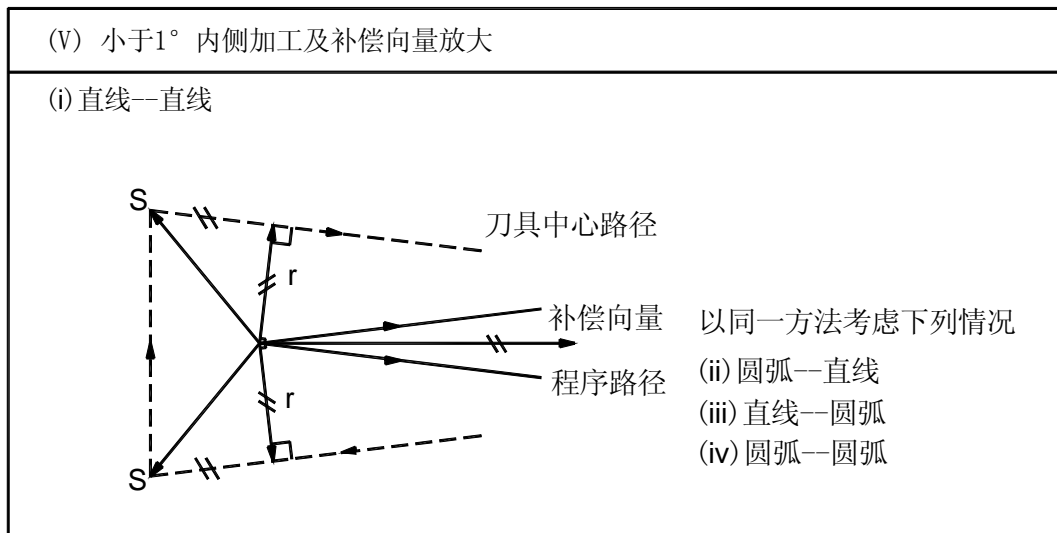 (V) 小于1° 内侧加工及补偿向量放大
(i)直线--直线
S
刀具中心路径
r
补偿向量
以同一方法考虑下列情况
(ii)圆弧--直线
程序路径
r
(iii)直线--圆弧
(iv)圆弧--圆弧
S